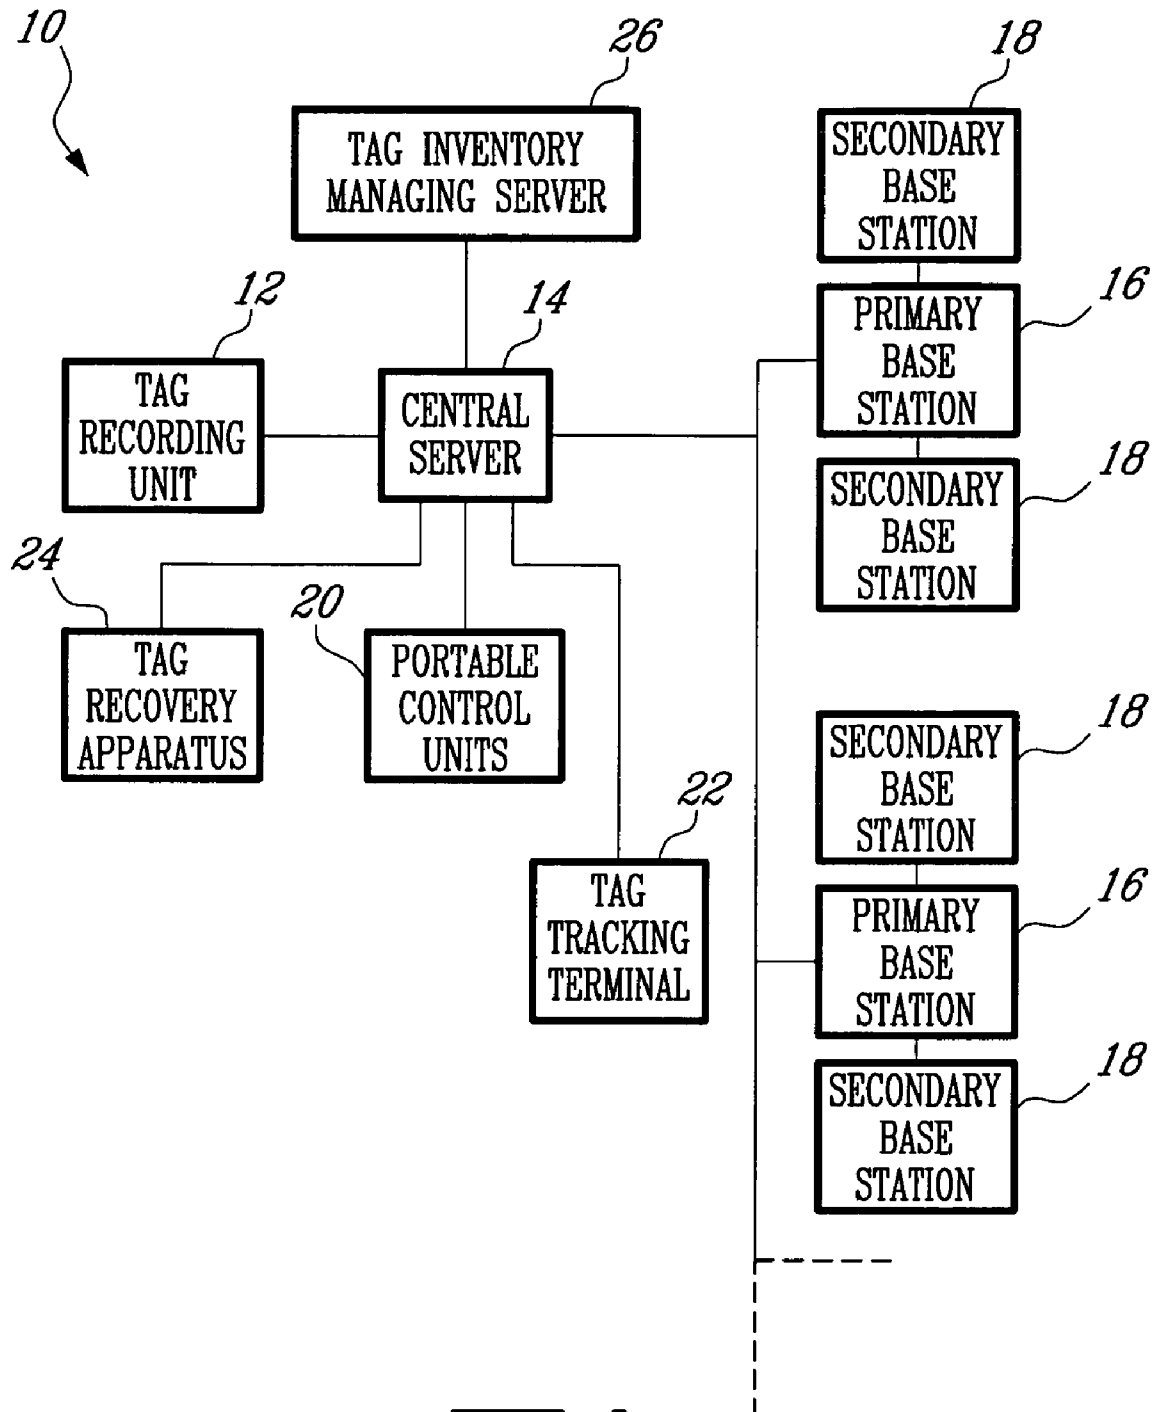 10
26
TAG INVENTORY
MANAGING SERVER
18
SECONDARY
BASE
STATION
12
TAG
RECORDING
UNIT
14
CENTRAL
SERVER
16
PRIMARY
BASE
STATION
18
SECONDARY
BASE
STATION
24
TAG
RECOVERY
APPARATUS
20
PORTABLE
CONTROL
UNITS
22
TAG
TRACKING
TERMINAL
18
SECONDARY
BASE
STATION
16
PRIMARY
BASE
STATION
18
SECONDARY
BASE
STATION